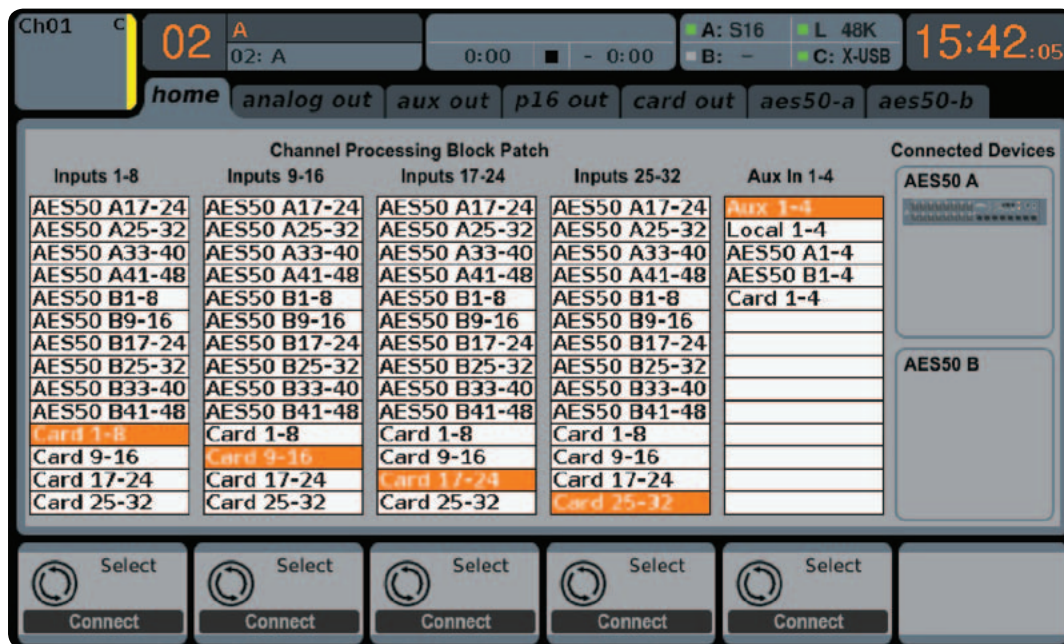 Ch01 C
02 A
02: A
0:00 - 0:00
A: S16 L 48K
B: - C: X-USB
15:42:05
home analog out aux out p16 out card out aes50-a aes50-b
Channel Processing Block Patch Connected Devices
Inputs 1-8 Inputs 9-16 Inputs 17-24 Inputs 25-32 Aux In 1-4 AES50 A
AES50 A17-24 AES50 A17-24 AES50 A17-24 AES50 A17-24 Aux 1-4
AES50 A25-32 AES50 A25-32 AES50 A25-32 AES50 A25-32 Local 1-4
AES50 A33-40 AES50 A33-40 AES50 A33-40 AES50 A33-40 AES50 A1-4
AES50 A41-48 AES50 A41-48 AES50 A41-48 AES50 A41-48 AES50 B1-4
AES50 B1-8 AES50 B1-8 AES50 B1-8 AES50 B1-8 Card 1-4
AES50 B9-16 AES50 B9-16 AES50 B9-16 AES50 B9-16
AES50 B17-24 AES50 B17-24 AES50 B17-24 AES50 B17-24
AES50 B25-32 AES50 B25-32 AES50 B25-32 AES50 B25-32 AES50 B
AES50 B33-40 AES50 B33-40 AES50 B33-40 AES50 B33-40
AES50 B41-48 AES50 B41-48 AES50 B41-48 AES50 B41-48
Card 1-8 Card 1-8 Card 1-8 Card 1-8
Card 9-16 Card 9-16 Card 9-16 Card 9-16
Card 17-24 Card 17-24 Card 17-24 Card 17-24
Card 25-32 Card 25-32 Card 25-32 Card 25-32
Select Select Select Select Select
Connect Connect Connect Connect Connect